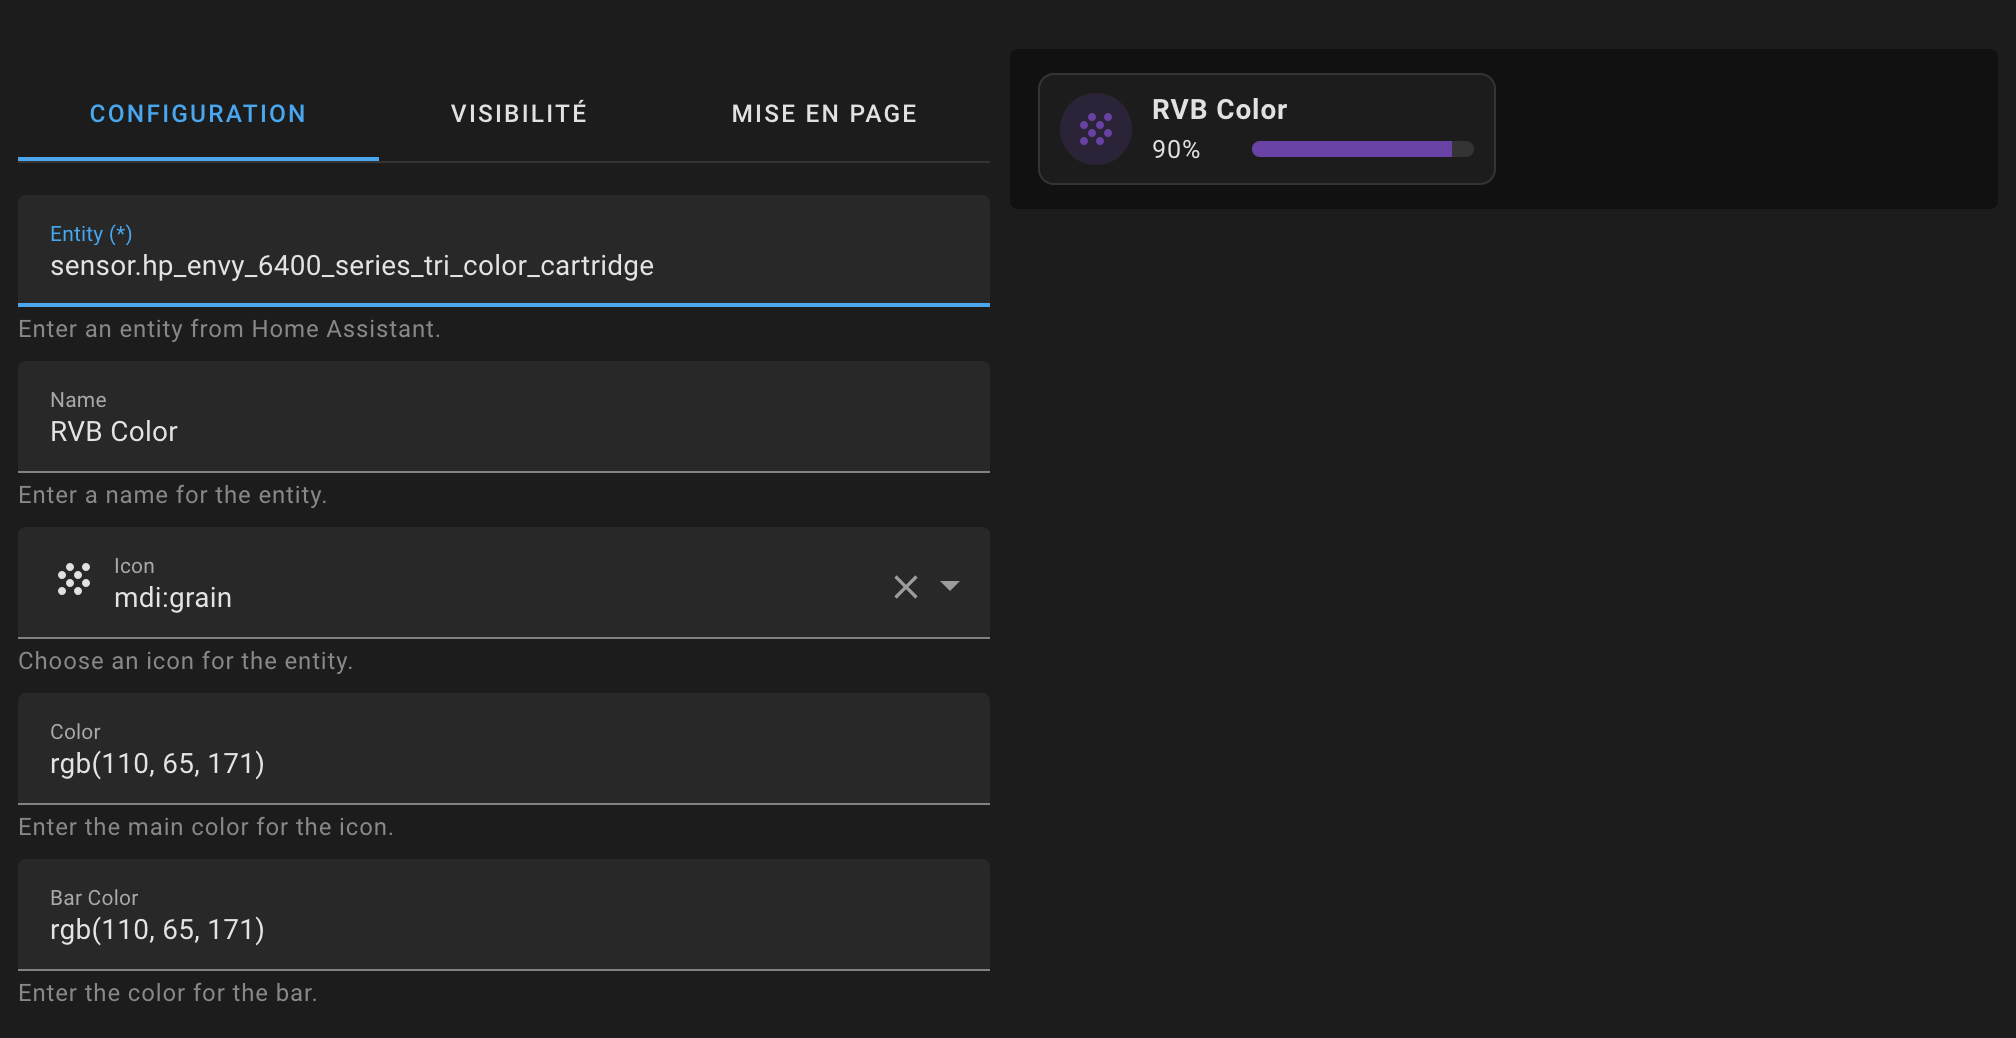 CONFIGURATION VISIBILITÉ MISE EN PAGE
Entity (*)
sensor.hp_envy_6400_series_tri_color_cartridge
Enter an entity from Home Assistant.
Name
RVB Color
Enter a name for the entity.
Icon
mdi:grain
Choose an icon for the entity.
Color
rgb(110, 65, 171)
Enter the main color for the icon.
Bar Color
rgb(110, 65, 171)
Enter the color for the bar.
RVB Color
90%